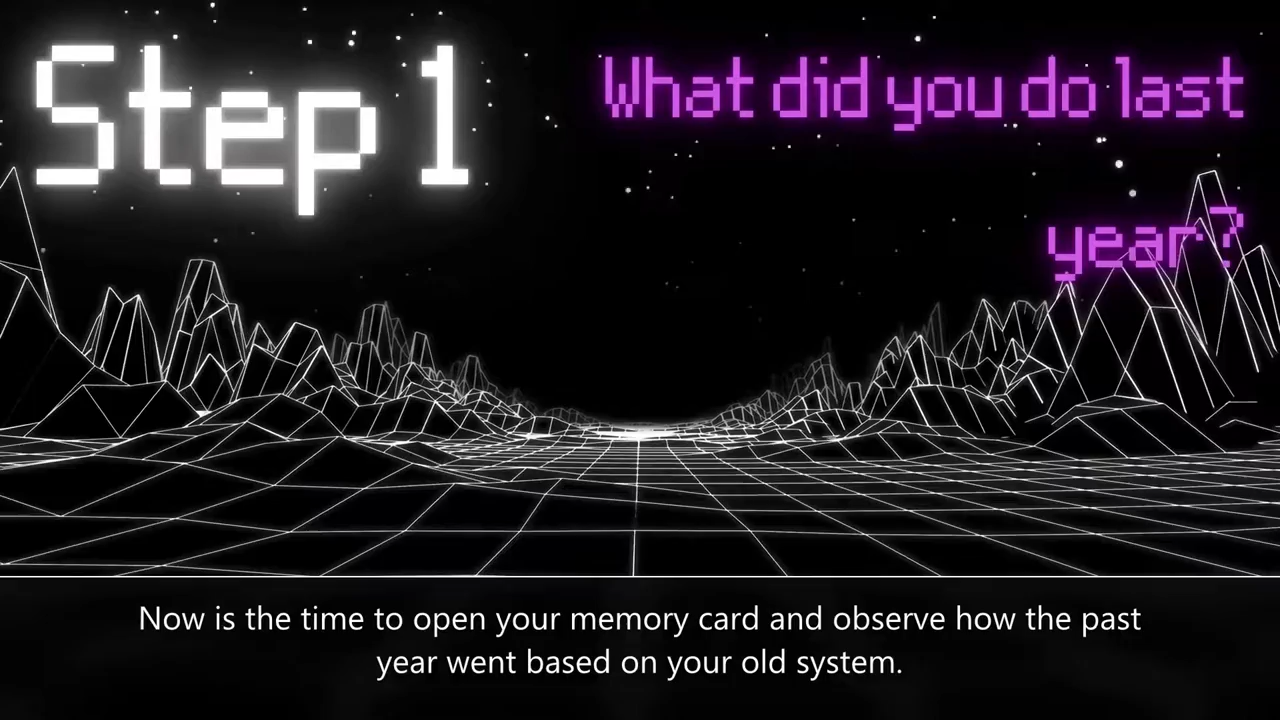 Step 1
What did you do last
year?
Now is the time to open your memory card and observe how the past
year went based on your old system.